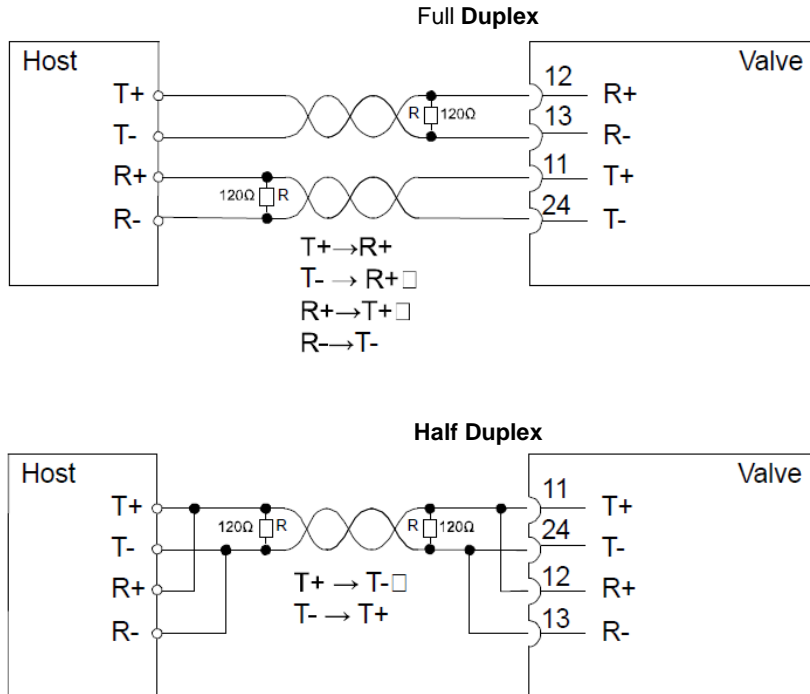 Full Duplex
Host
Valve
T+
12
R+
R
120Ω
T-
13
R-
R+
11
T+
120Ω
R
R-
24
T-
T+→R+
T- → R+□
R+→T+□
R-→T-
Half Duplex
Host
Valve
T+
11
T+
120Ω
R
R
120Ω
T-
24
T-
R+
12
R+
T+ → T-□
T- → T+
R-
13
R-